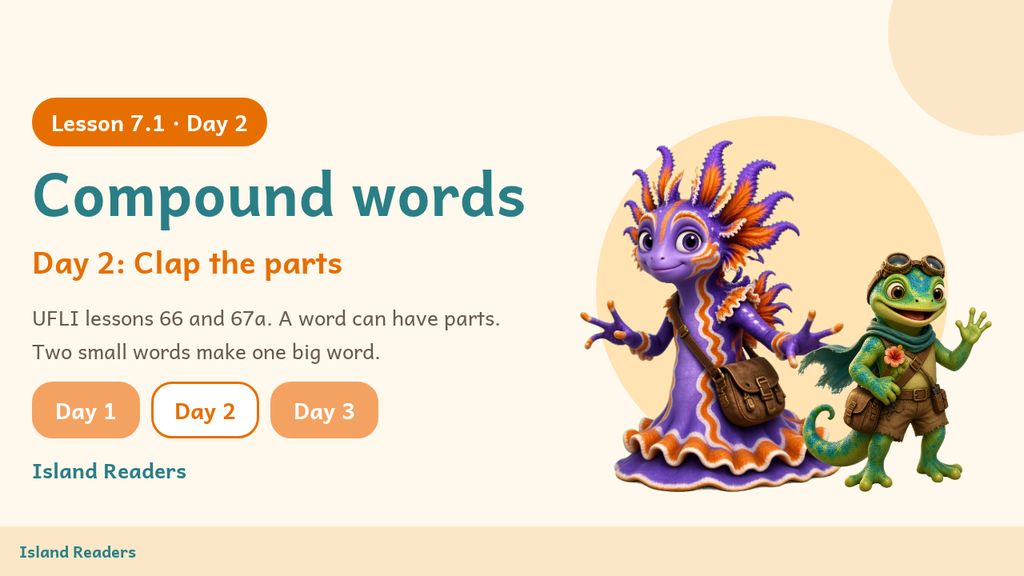 Lesson 7.1 · Day 2
Compound words
Day 2: Clap the parts
UFLI lessons 66 and 67a. A word can have parts.
Two small words make one big word.
Day 1
Day 2
Day 3
Island Readers
Island Readers